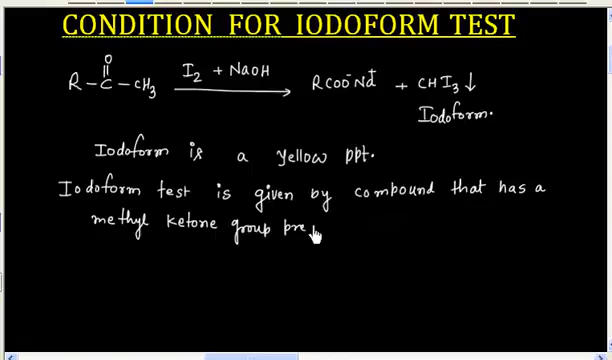 CONDITION FOR IODOFORM TEST
O
||
R-C-CH3 I2 + NaOH → RCOO⁻Na⁺ + CHI3↓
Iodoform.
Iodoform is a yellow ppt.
Iodoform test is given by compound that has a
methyl ketone group pre